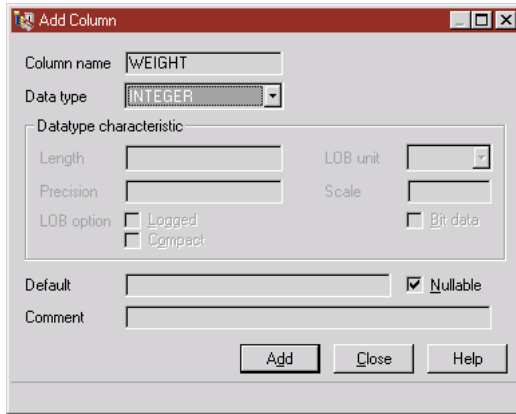 Add Column
Column name WEIGHT
Data type INTEGER
Datatype characteristic
Length LOB unit
Precision Scale
LOB option Logged Bit data
Compact
Default Nullable
Comment
Add Close Help